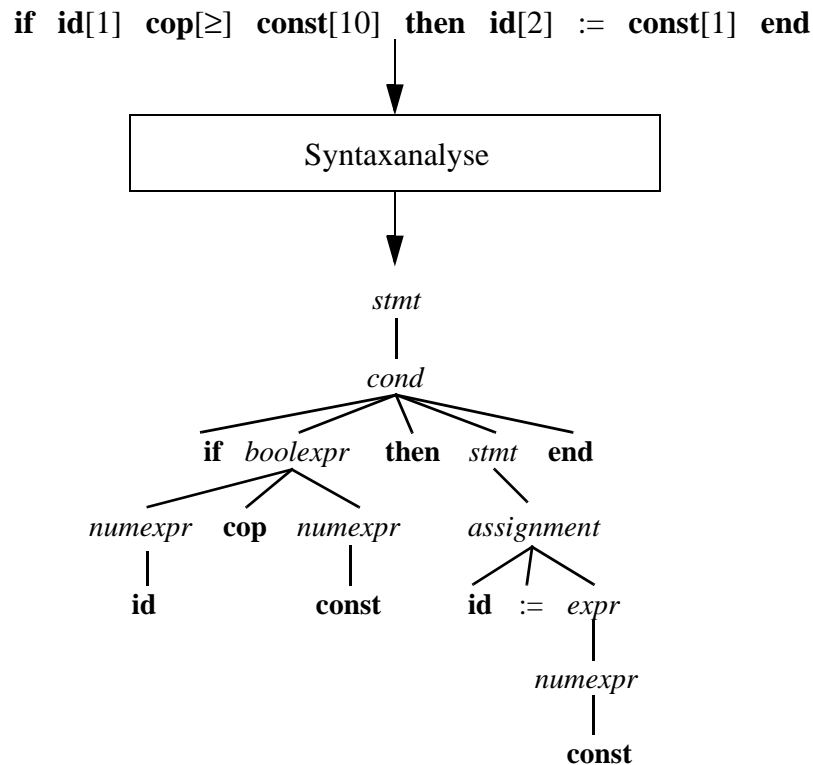 if id[1] cop[≥] const[10] then id[2] := const[1] end
Syntaxanalyse
stmt
cond
if boolexpr then stmt end
numexpr cop numexpr assignment
id const id := expr
numexpr
const